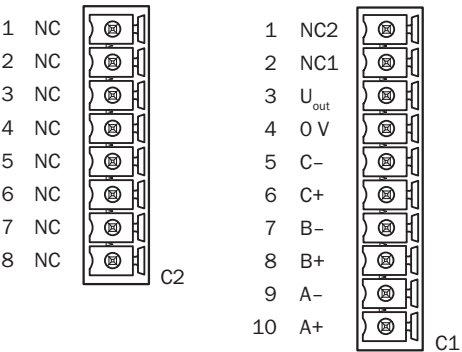 1 NC
2 NC
3 NC
4 NC
5 NC
6 NC
7 NC
8 NC
C2
1 NC2
2 NC1
3 Uout
4 0 V
5 C–
6 C+
7 B–
8 B+
9 A–
10 A+
C1